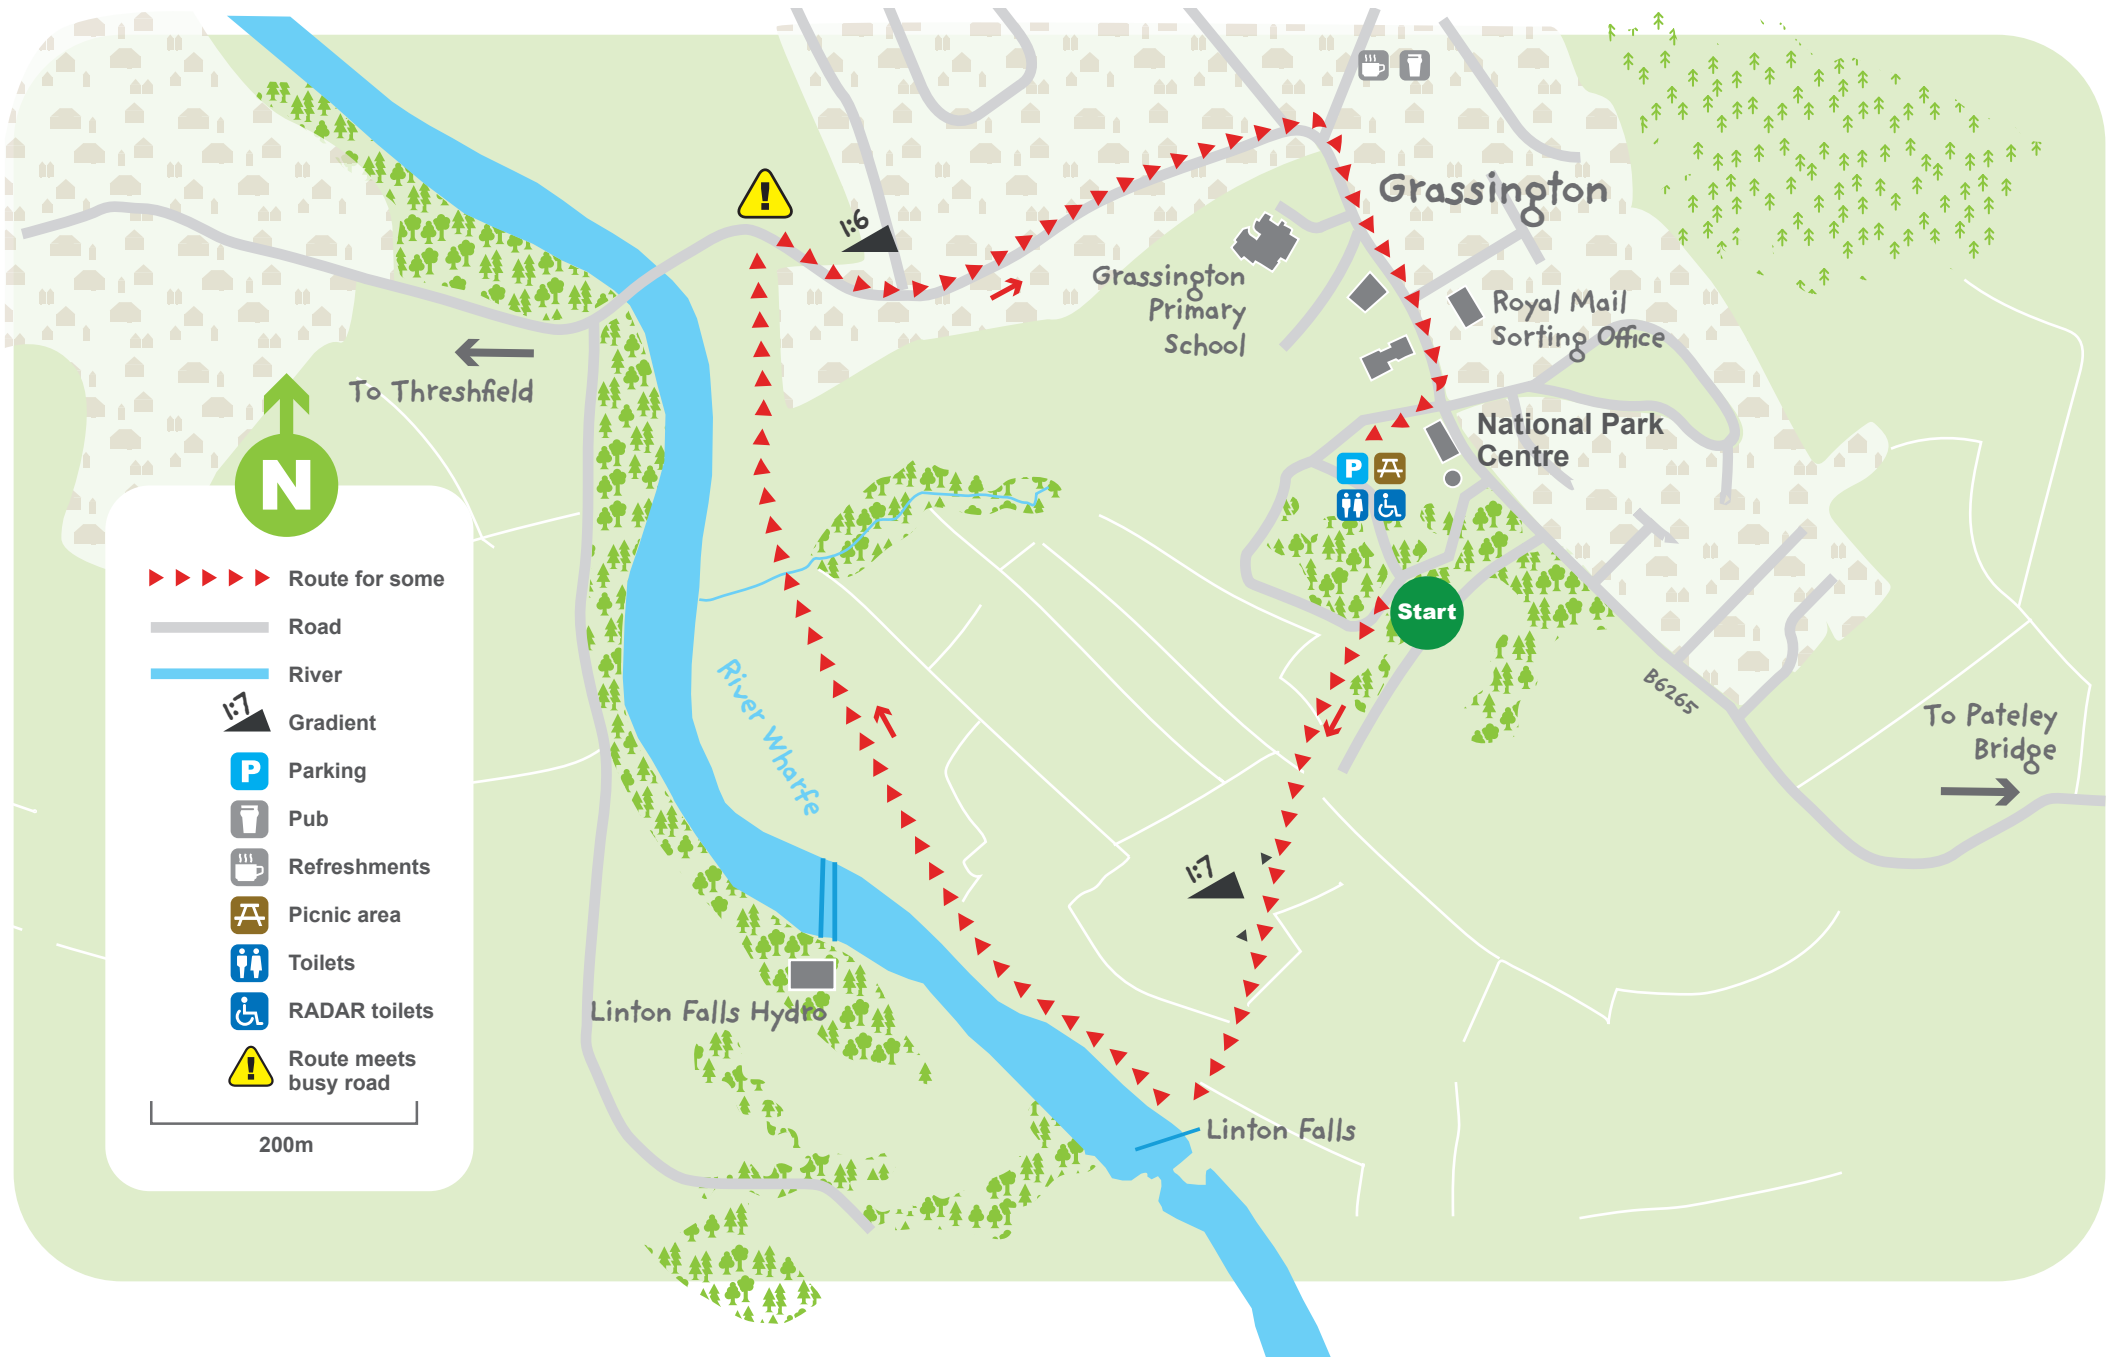 1:6
Grassington
Grassington
Primary
School
Royal Mail
Sorting Office
To Threshfield
National Park
Centre
P
N
Start
Route for some
Road
River
1:7
Gradient
P
Parking
Pub
Refreshments
Picnic area
Toilets
RADAR toilets
!
Route meets
busy road
200m
!
River Wharfe
B6265
To Pateley
Bridge
1:7
Linton Falls Hydro
Linton Falls